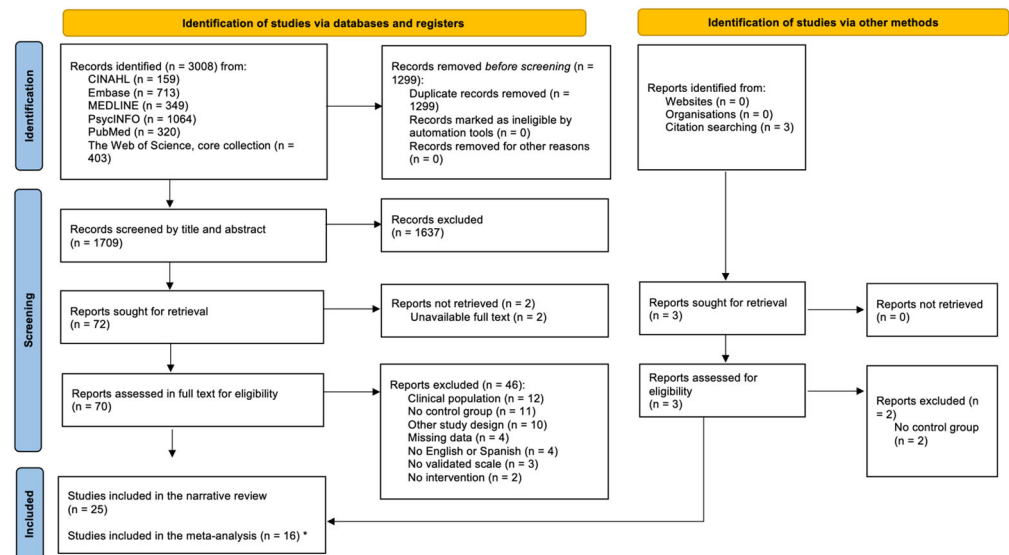 Identification of studies via databases and registers
Identification of studies via other methods
Identification
Records identified (n = 3008) from:
CINAHL (n = 159)
Embase (n = 713)
MEDLINE (n = 349)
PsycINFO (n = 1064)
PubMed (n = 320)
The Web of Science, core collection (n =
403)
Records removed before screening (n =
1299):
Duplicate records removed (n =
1299)
Records marked as ineligible by
automation tools (n = 0)
Records removed for other reasons
(n = 0)
Reports identified from:
Websites (n = 0)
Organisations (n = 0)
Citation searching (n = 3)
Screening
Records screened by title and abstract
(n = 1709)
Records excluded
(n = 1637)
Reports sought for retrieval
(n = 72)
Reports not retrieved (n = 2)
Unavailable full text (n = 2)
Reports sought for retrieval
(n = 3)
Reports not retrieved
(n = 0)
Reports assessed in full text for eligibility
(n = 70)
Reports excluded (n = 46):
Clinical population (n = 12)
No control group (n = 11)
Other study design (n = 10)
Missing data (n = 4)
No English or Spanish (n = 4)
No validated scale (n = 3)
No intervention (n = 2)
Reports assessed for
eligibility
(n = 3)
Reports excluded (n
= 2)
No control group
(n = 2)
Included
Studies included in the narrative review
(n = 25)
Studies included in the meta-analysis (n = 16) *